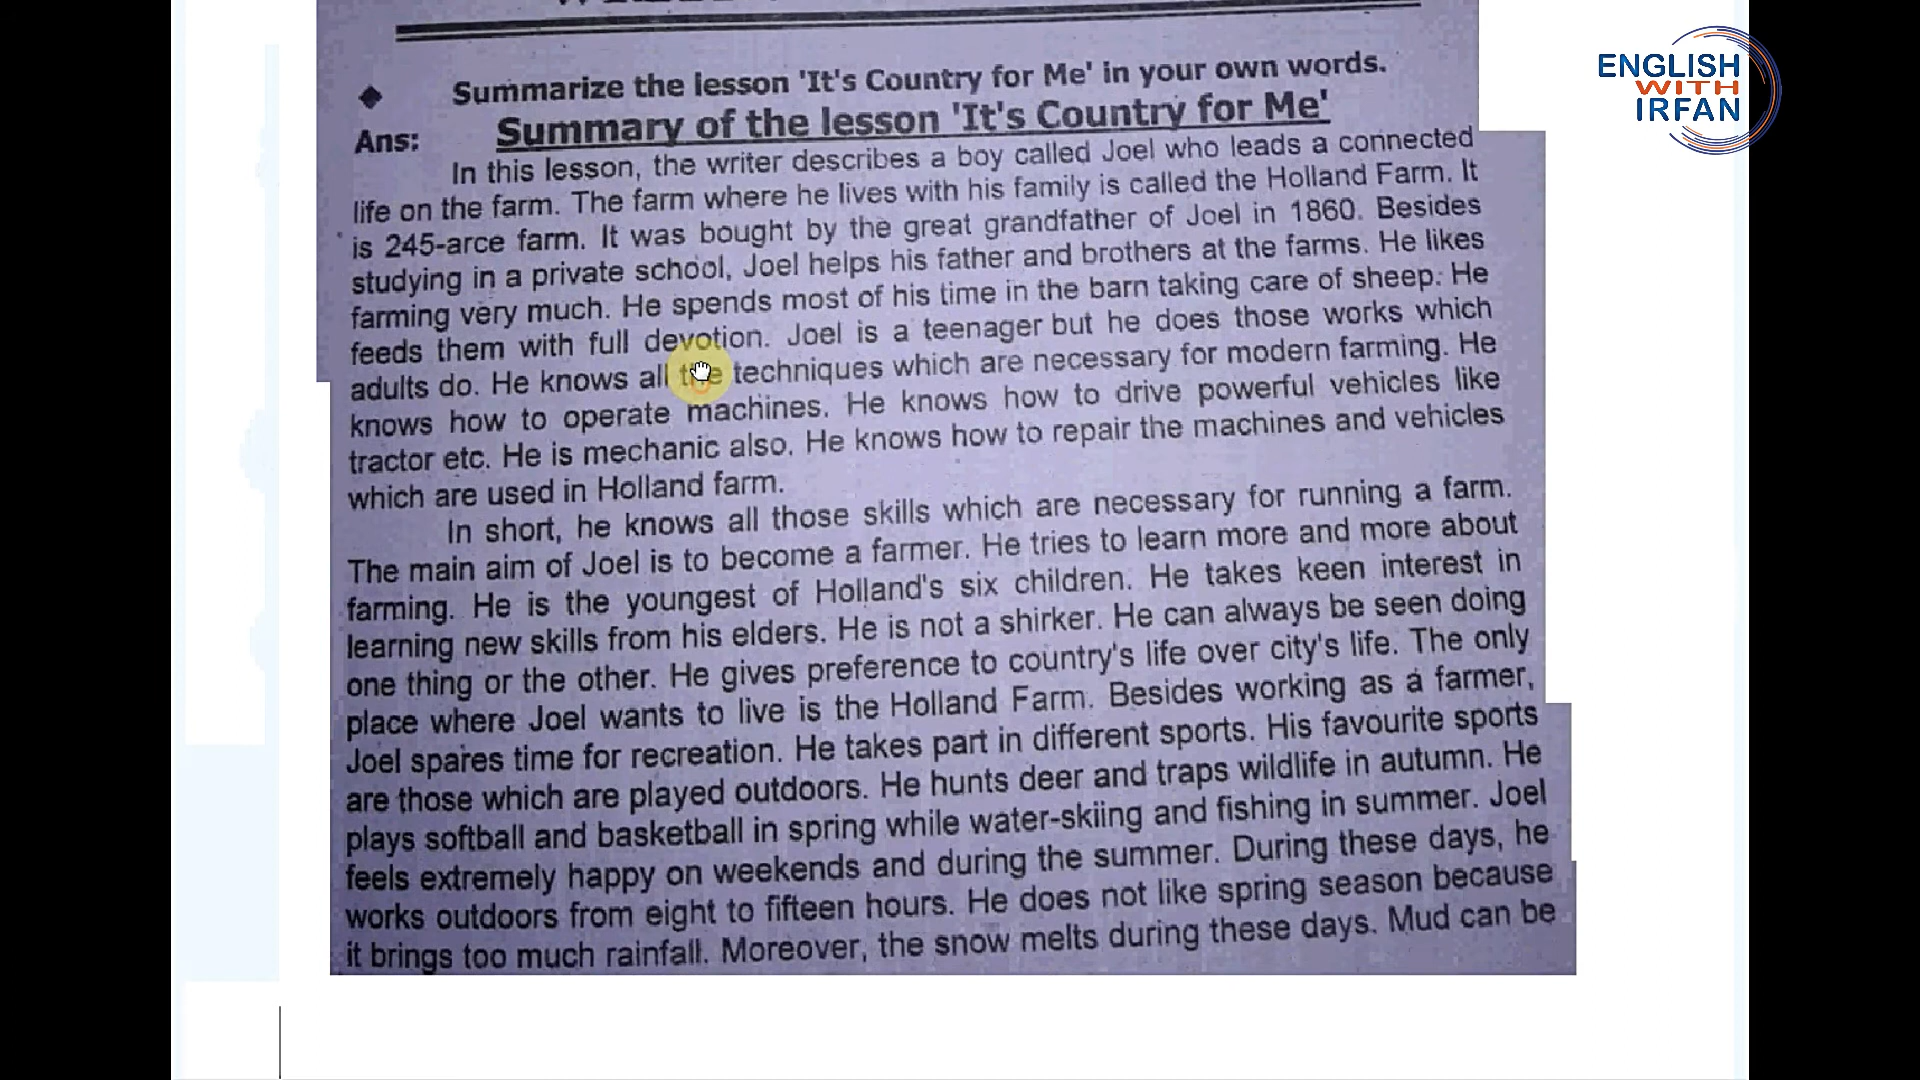 ◆ Summarize the lesson 'It's Country for Me' in your own words.
Ans: Summary of the lesson 'It's Country for Me'
In this lesson, the writer describes a boy called Joel who leads a connected
life on the farm. The farm where he lives with his family is called the Holland Farm. It
is 245-arce farm. It was bought by the great grandfather of Joel in 1860. Besides
studying in a private school, Joel helps his father and brothers at the farms. He likes
farming very much. He spends most of his time in the barn taking care of sheep. He
feeds them with full devotion. Joel is a teenager but he does those works which
adults do. He knows all the techniques which are necessary for modern farming. He
knows how to operate machines. He knows how to drive powerful vehicles like
tractor etc. He is mechanic also. He knows how to repair the machines and vehicles
which are used in Holland farm.
In short, he knows all those skills which are necessary for running a farm.
The main aim of Joel is to become a farmer. He tries to learn more and more about
farming. He is the youngest of Holland's six children. He takes keen interest in
learning new skills from his elders. He is not a shirker. He can always be seen doing
one thing or the other. He gives preference to country's life over city's life. The only
place where Joel wants to live is the Holland Farm. Besides working as a farmer,
Joel spares time for recreation. He takes part in different sports. His favourite sports
are those which are played outdoors. He hunts deer and traps wildlife in autumn. He
plays softball and basketball in spring while water-skiing and fishing in summer. Joel
feels extremely happy on weekends and during the summer. During these days, he
works outdoors from eight to fifteen hours. He does not like spring season because
it brings too much rainfall. Moreover, the snow melts during these days. Mud can be
ENGLISH
WITH
IRFAN